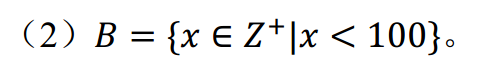 （2）B = {x ∈ Z⁺|x < 100}。